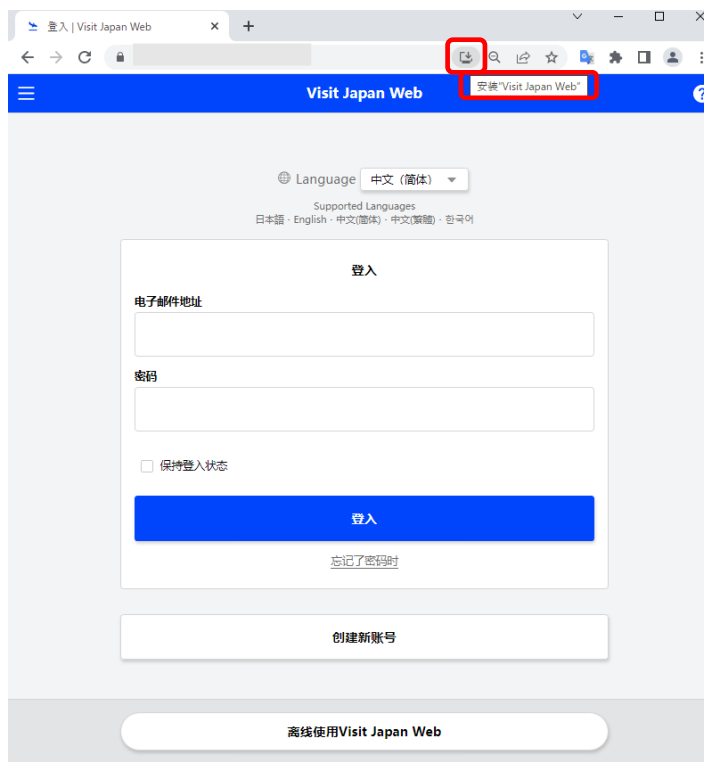 登入 | Visit Japan Web
Visit Japan Web
安装"Visit Japan Web"
Language 中文（简体）
Supported Languages
日本語 · English · 中文(简体) · 中文(繁體) · 한국어
登入
电子邮件地址
密码
保持登入状态
登入
忘记了密码时
创建新账号
离线使用Visit Japan Web